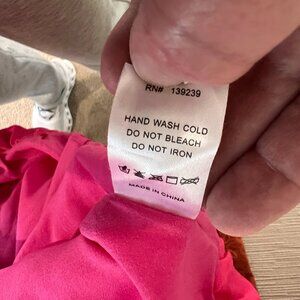 RN# 139239
HAND WASH COLD
DO NOT BLEACH
DO NOT IRON
MADE IN CHINA